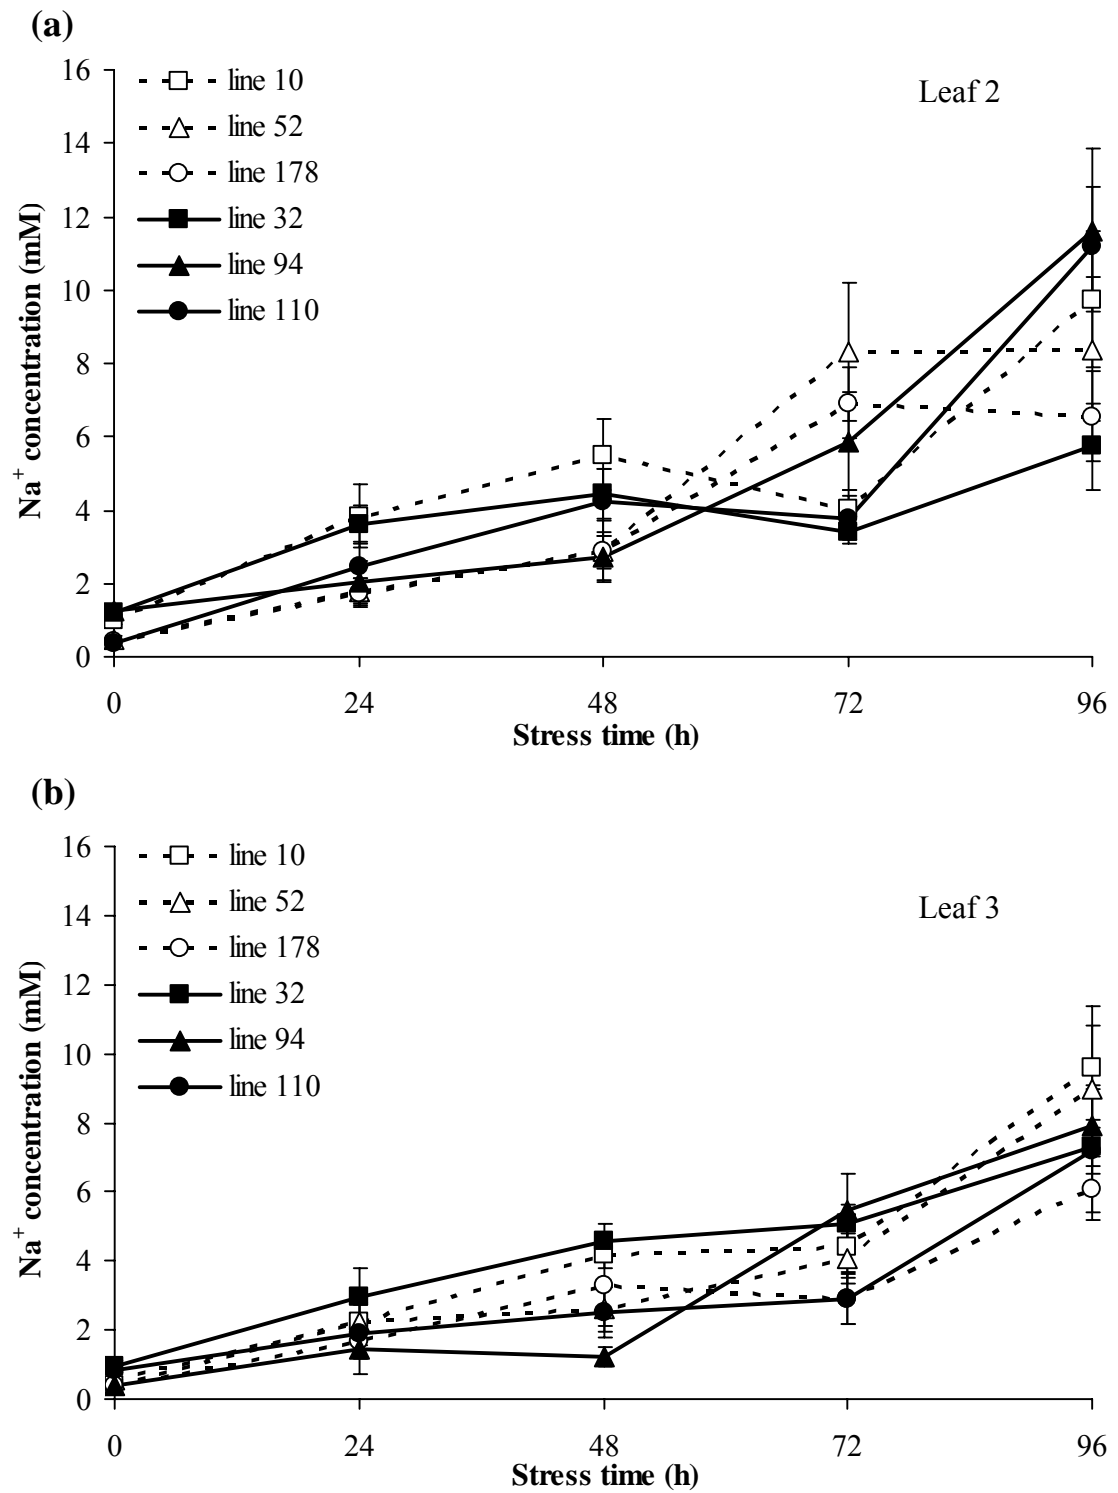 (a)
16
14
12
10
8
6
4
2
0
Na⁺ concentration (mM)
line 10
line 52
line 178
line 32
line 94
line 110
Leaf 2
0 24 48 72 96
Stress time (h)
(b)
16
14
12
10
8
6
4
2
0
Na⁺ concentration (mM)
line 10
line 52
line 178
line 32
line 94
line 110
Leaf 3
0 24 48 72 96
Stress time (h)